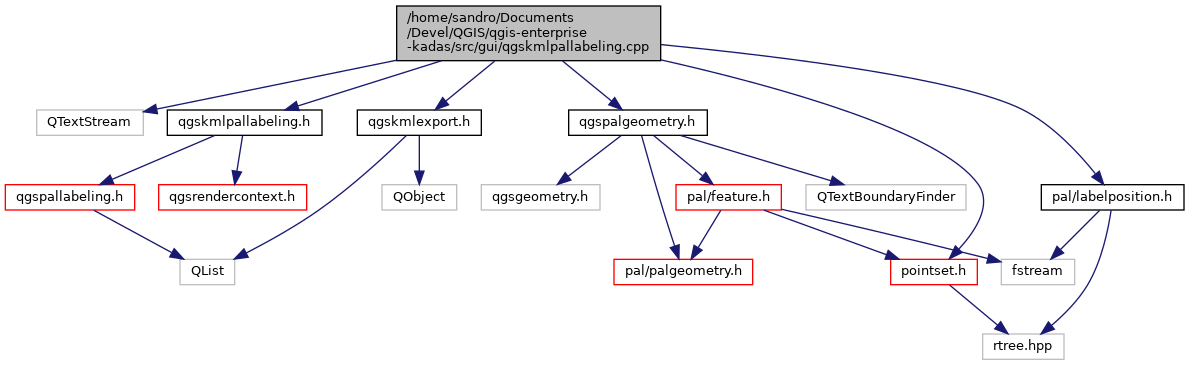 /home/sandro/Documents
/Devel/QGIS/qgis-enterprise
-kadas/src/gui/qgskmlpallabeling.cpp
QTextStream
qgskmlpallabeling.h
qgskmlexport.h
qgspalgeometry.h
qgspallabeling.h
qgsrendercontext.h
QObject
qgsgeometry.h
pal/feature.h
QTextBoundaryFinder
pal/labelposition.h
QList
pal/palgeometry.h
pointset.h
fstream
rtree.hpp